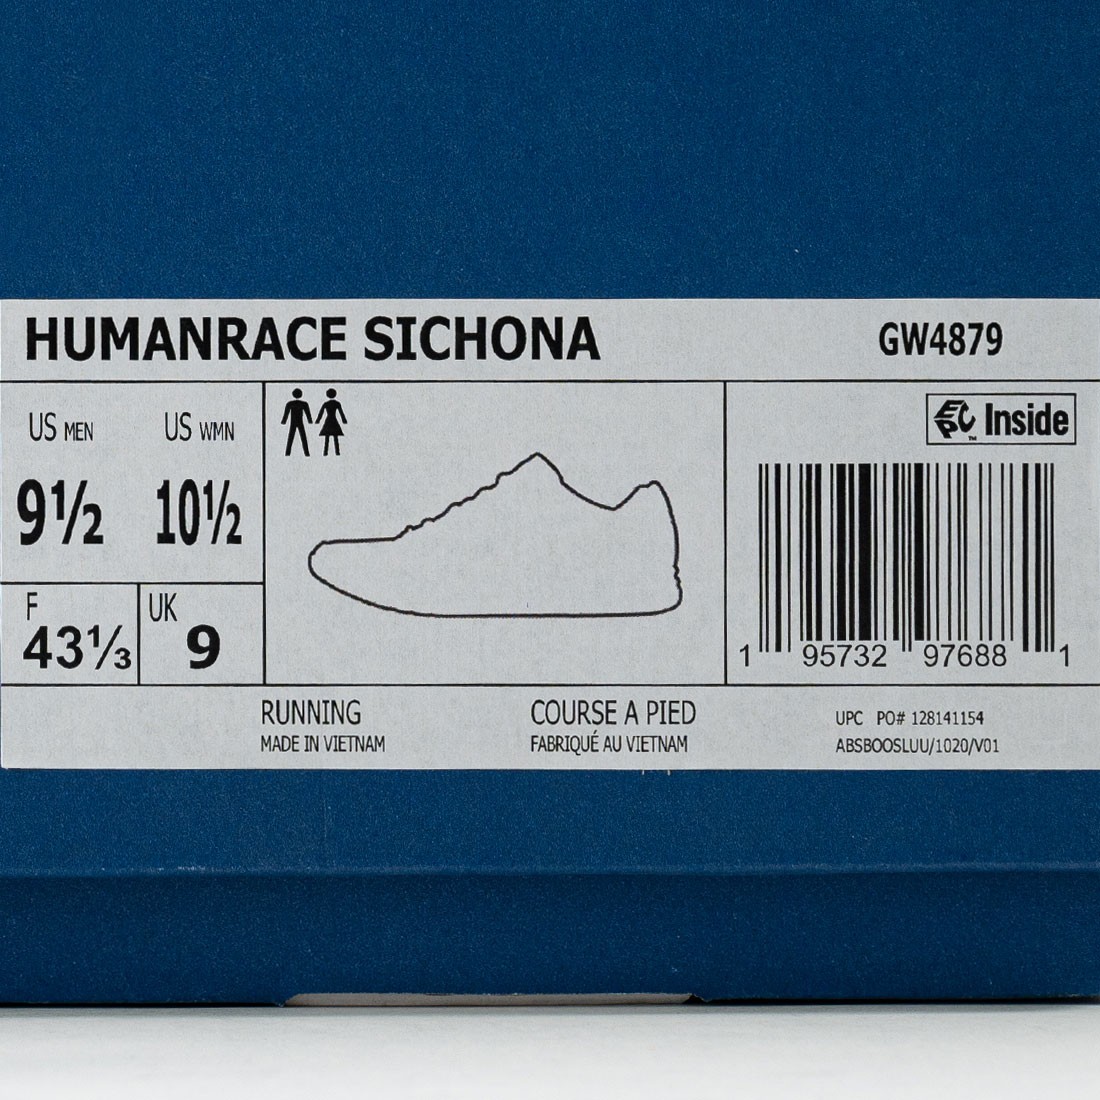 HUMANRACE SICHONA
GW4879
US MEN
US WMN
9½
10½
F
43⅓
UK
9
EPC™ Inside
1 95732 97688 1
RUNNING
MADE IN VIETNAM
COURSE A PIED
FABRIQUÉ AU VIETNAM
UPC PO# 128141154
ABSBOOSLUU/1020/V01